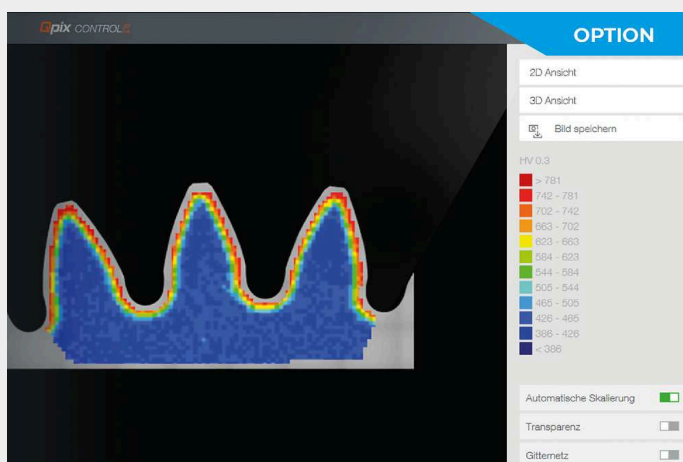 Qpix CONTROL2
OPTION
2D Ansicht
3D Ansicht
Bild speichern
HV 0.3
> 781
742 - 781
702 - 742
663 - 702
623 - 663
584 - 623
544 - 584
505 - 544
465 - 505
426 - 465
386 - 426
< 386
Automatische Skalierung
Transparenz
Gitternetz